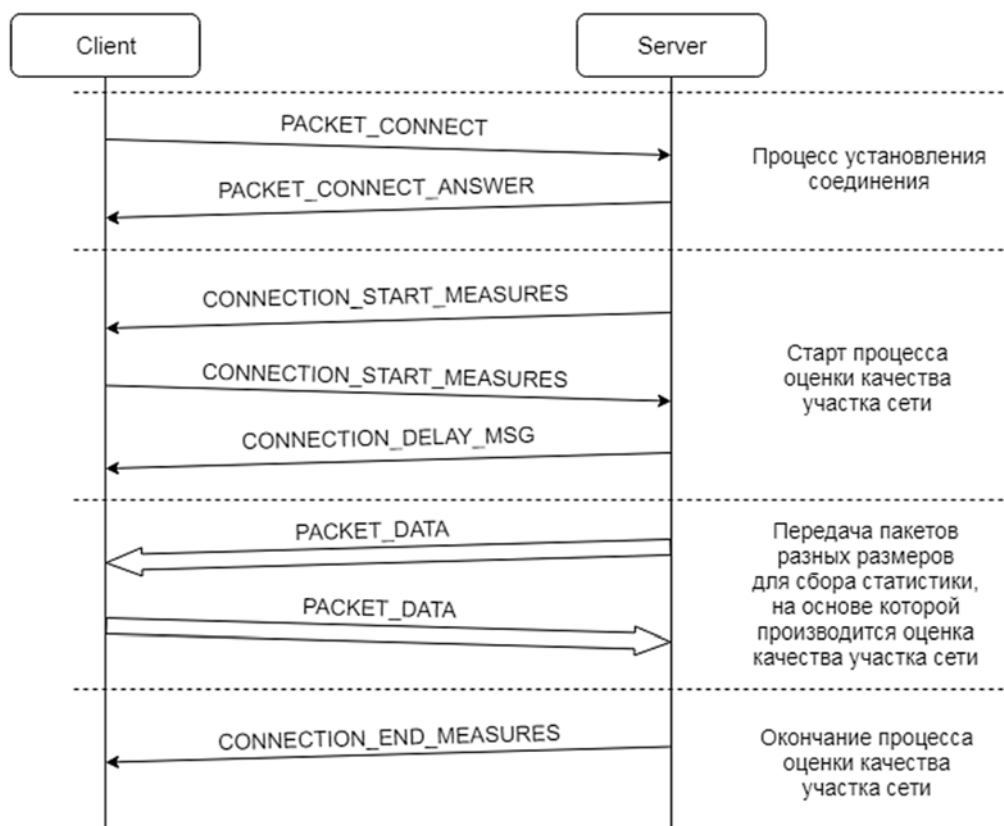 Client
Server
PACKET_CONNECT
PACKET_CONNECT_ANSWER
Процесс установления
соединения
CONNECTION_START_MEASURES
CONNECTION_START_MEASURES
CONNECTION_DELAY_MSG
Старт процесса
оценки качества
участка сети
PACKET_DATA
PACKET_DATA
Передача пакетов
разных размеров
для сбора статистики,
на основе которой
производится оценка
качества участка сети
CONNECTION_END_MEASURES
Окончание процесса
оценки качества
участка сети